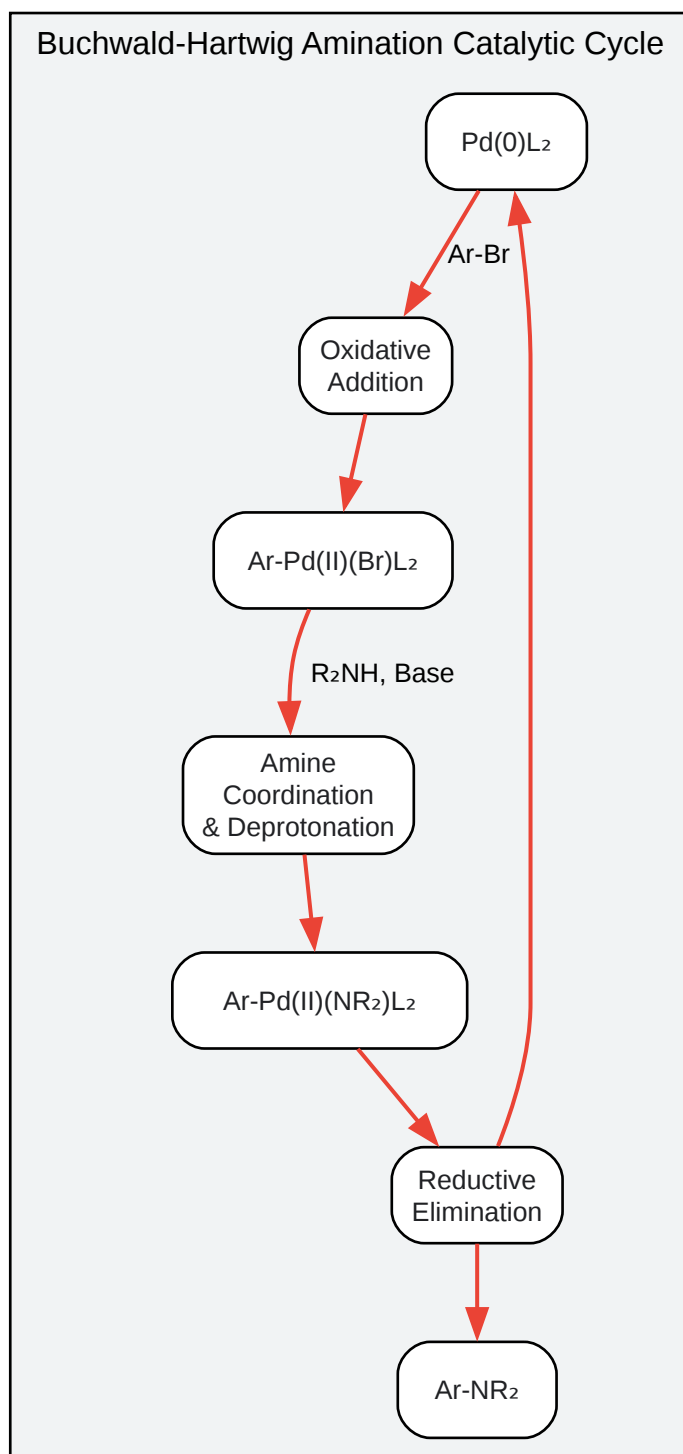 Buchwald-Hartwig Amination Catalytic Cycle
Pd(0)L₂
Ar-Br
Oxidative
Addition
Ar-Pd(II)(Br)L₂
R₂NH, Base
Amine
Coordination
& Deprotonation
Ar-Pd(II)(NR₂)L₂
Reductive
Elimination
Ar-NR₂